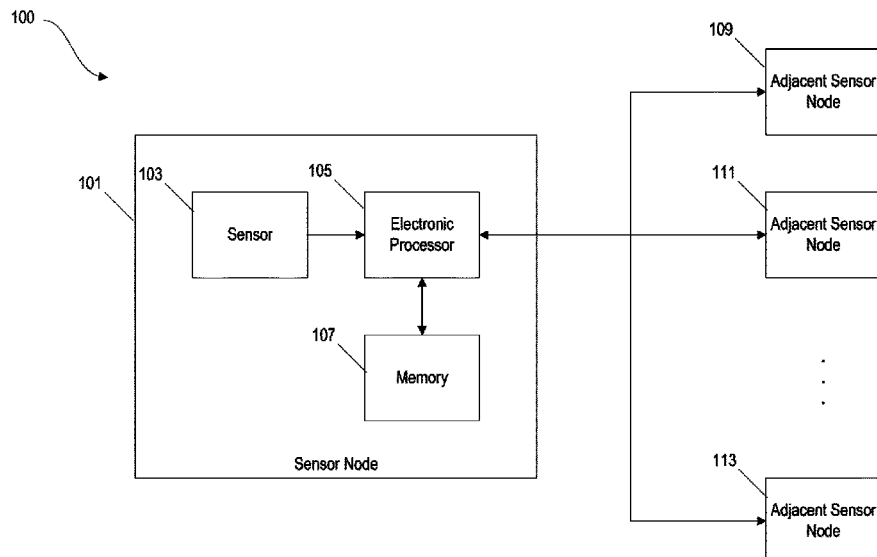 100
109
Adjacent Sensor
Node
101
103
Sensor
105
Electronic
Processor
111
Adjacent Sensor
Node
107
Memory
Sensor Node
113
Adjacent Sensor
Node